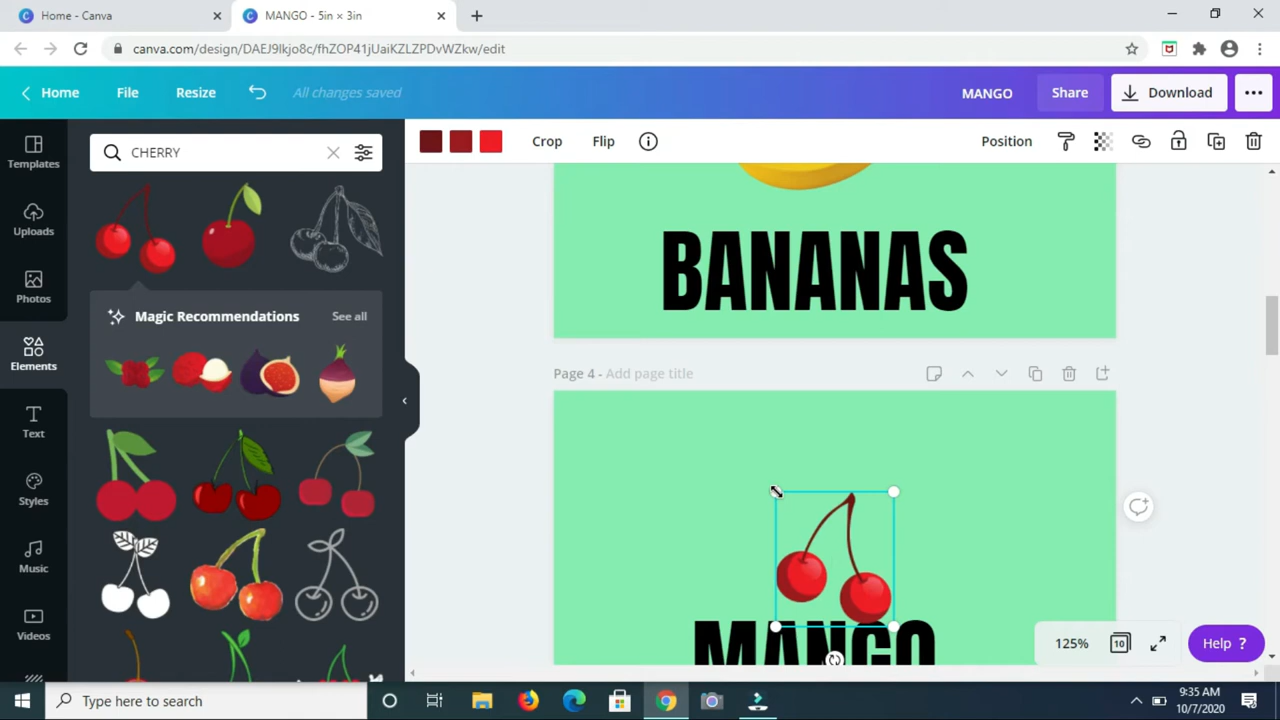 Home - Canva
MANGO - 5in × 3in
canva.com/design/DAEJ9lkjo8c/fhZOP41jUaiKZLZPDvWZkw/edit
Home
File
Resize
All changes saved
MANGO
Share
Download
Templates
Uploads
Photos
Elements
Text
Styles
Music
Videos
CHERRY
Magic Recommendations
See all
Crop
Flip
Position
BANANAS
Page 4 - Add page title
MANGO
125%
10
Help ?
Type here to search
9:35 AM
10/7/2020